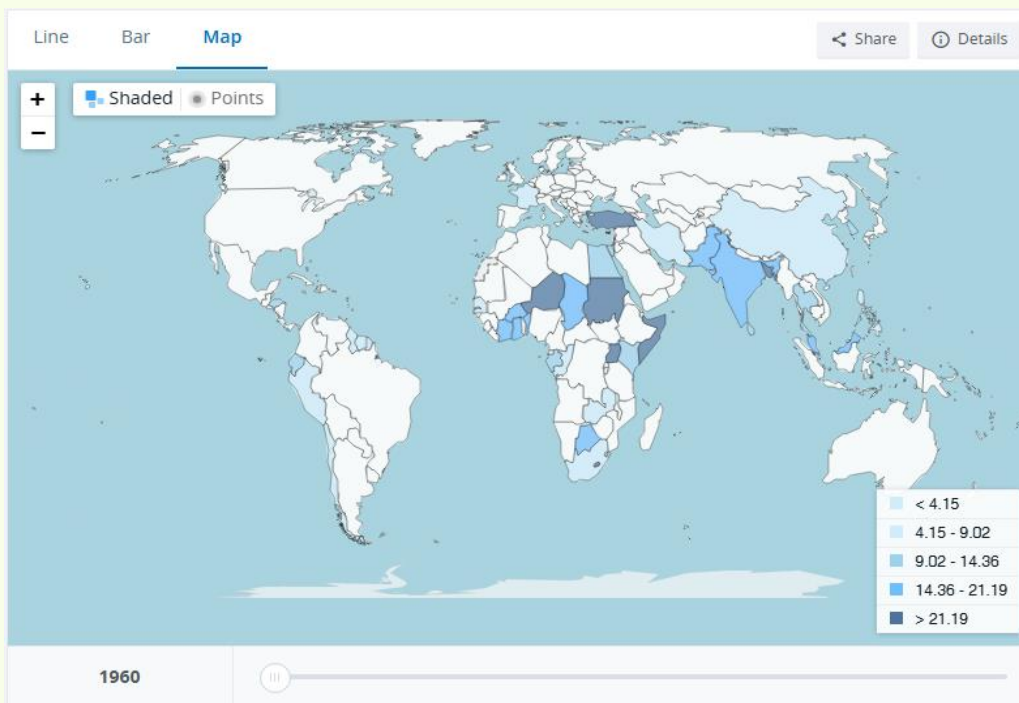 Line Bar Map Share Details
+ Shaded Points
−
< 4.15
4.15 - 9.02
9.02 - 14.36
14.36 - 21.19
> 21.19
1960